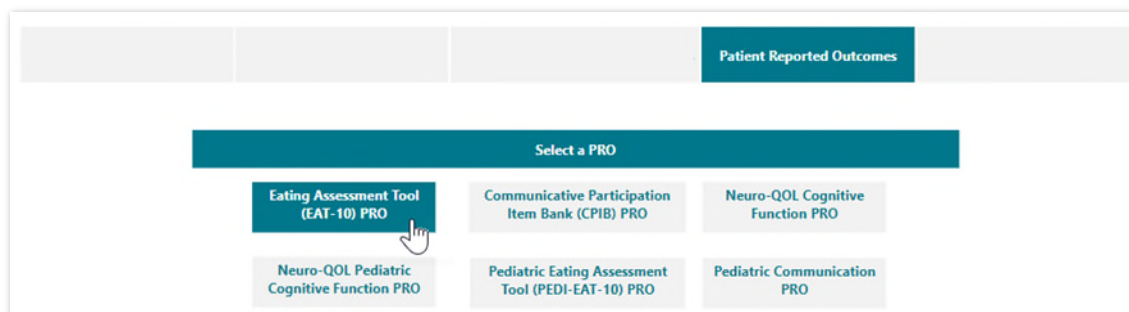 Patient Reported Outcomes
Select a PRO
Eating Assessment Tool
(EAT-10) PRO
Communicative Participation
Item Bank (CPIB) PRO
Neuro-QOL Cognitive
Function PRO
Neuro-QOL Pediatric
Cognitive Function PRO
Pediatric Eating Assessment
Tool (PEDI-EAT-10) PRO
Pediatric Communication
PRO